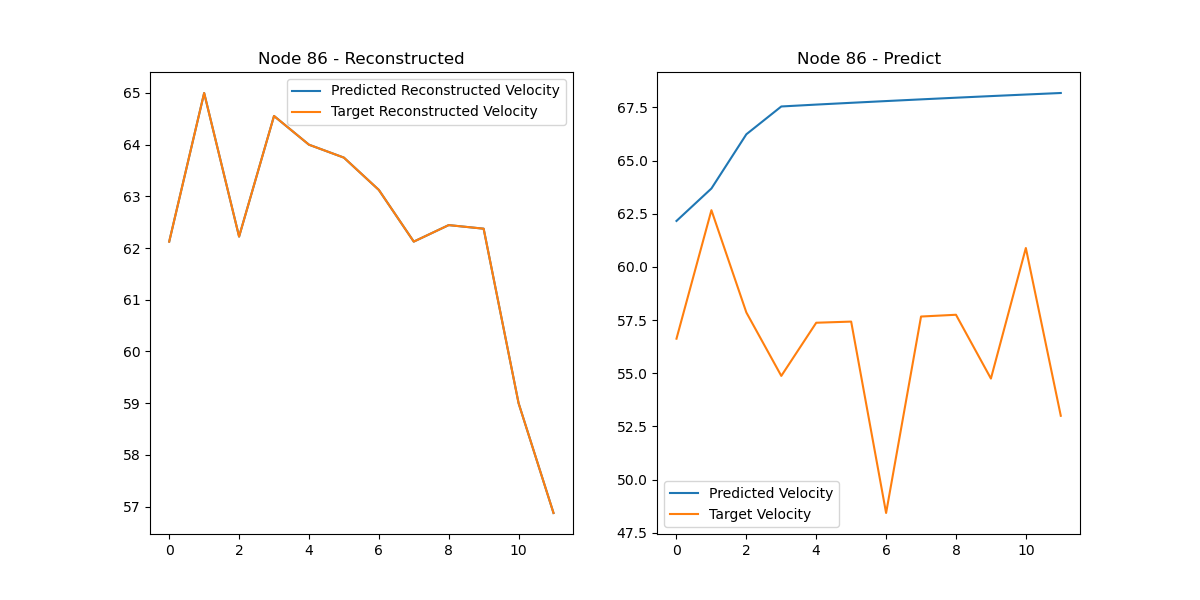 Node 86 - Reconstructed
Predicted Reconstructed Velocity
Target Reconstructed Velocity
65
64
63
62
61
60
59
58
57
0 2 4 6 8 10
Node 86 - Predict
67.5
65.0
62.5
60.0
57.5
55.0
52.5
50.0
47.5
Predicted Velocity
Target Velocity
0 2 4 6 8 10